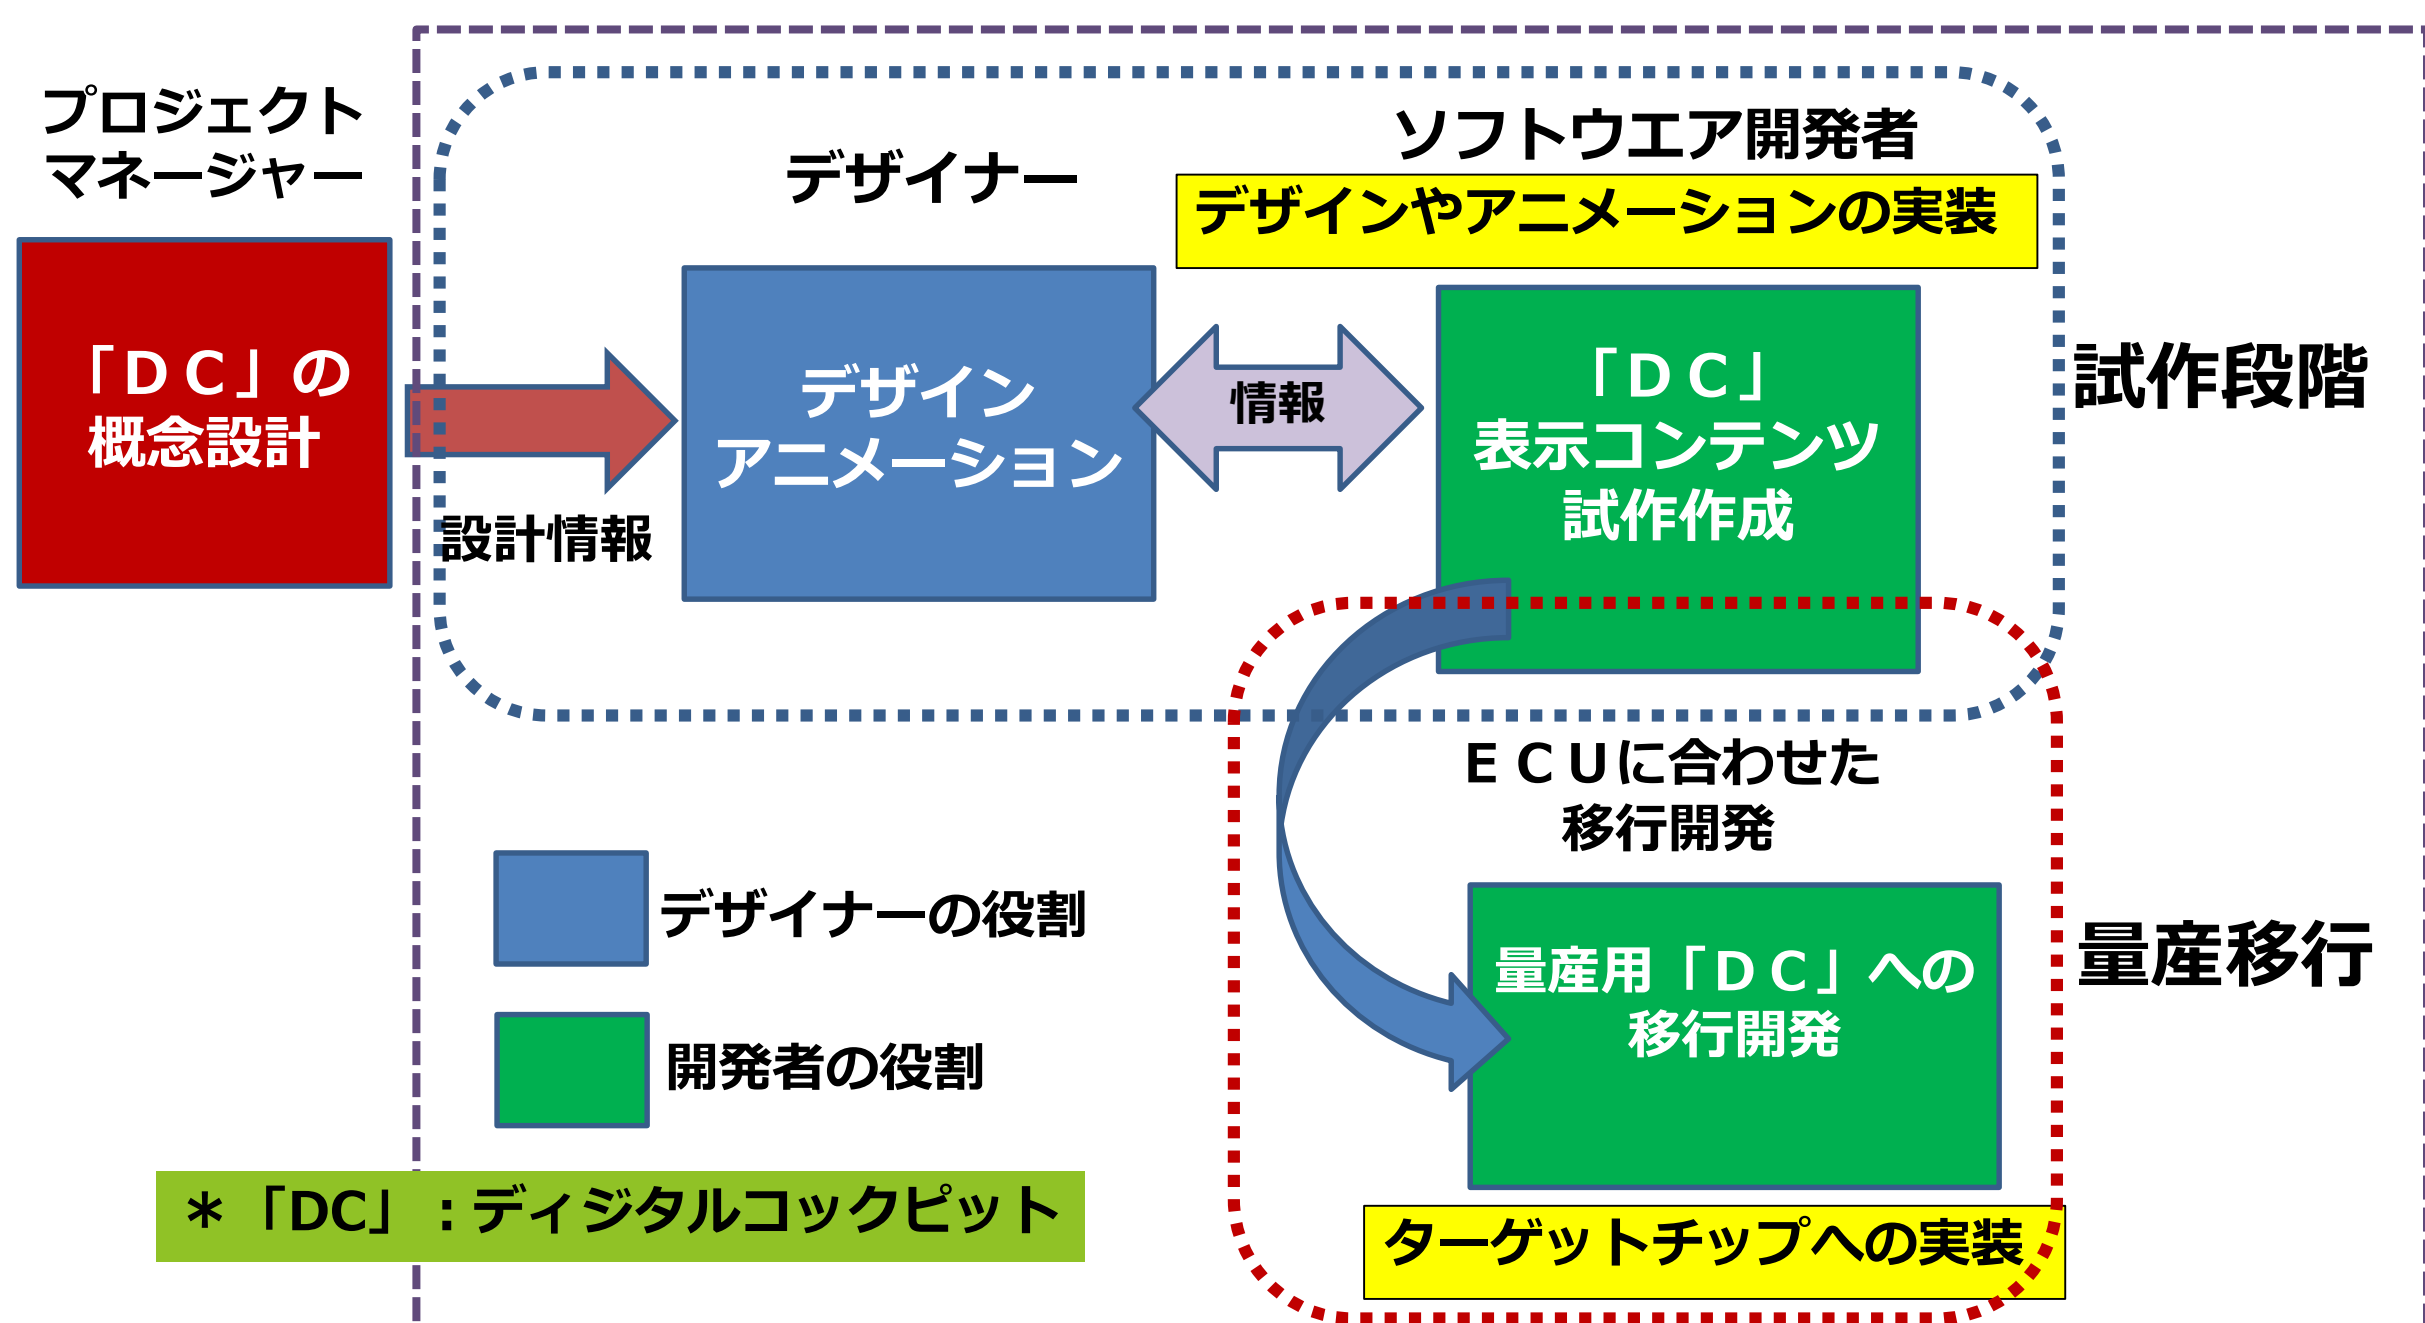 プロジェクト
マネージャー
「ＤＣ」の
概念設計
設計情報
デザイナー
デザイン
アニメーション
情報
ソフトウエア開発者
デザインやアニメーションの実装
「ＤＣ」
表示コンテンツ
試作作成
試作段階
ＥＣＵに合わせた
移行開発
量産用「ＤＣ」への
移行開発
量産移行
ターゲットチップへの実装
デザイナーの役割
開発者の役割
＊「DC」：ディジタルコックピット